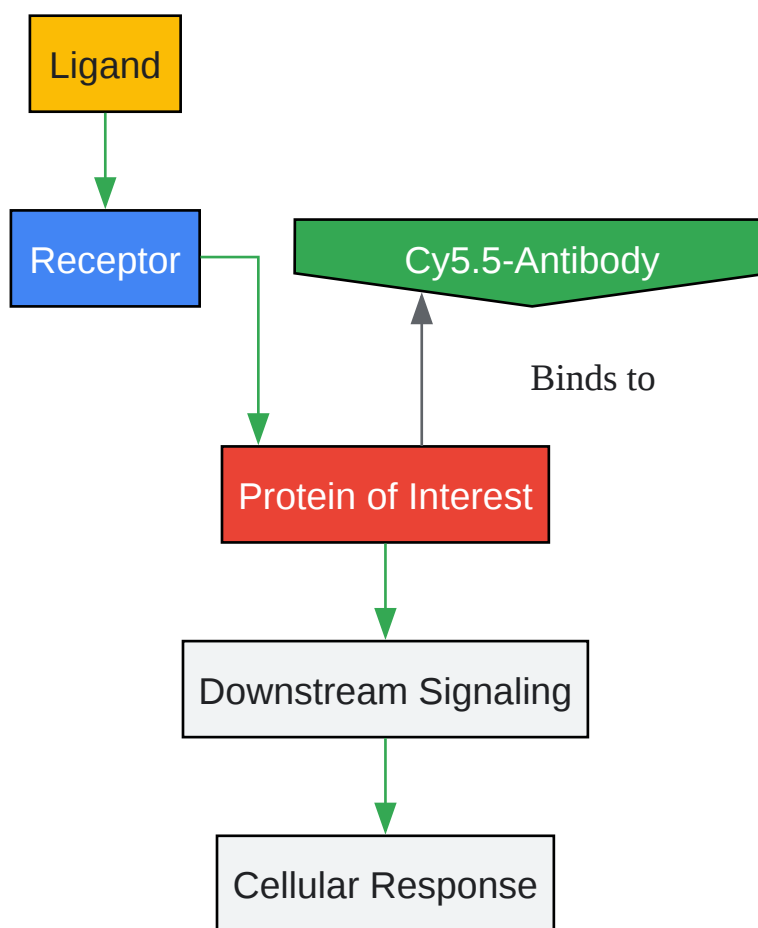 Ligand
Receptor
Cy5.5-Antibody
Binds to
Protein of Interest
Downstream Signaling
Cellular Response